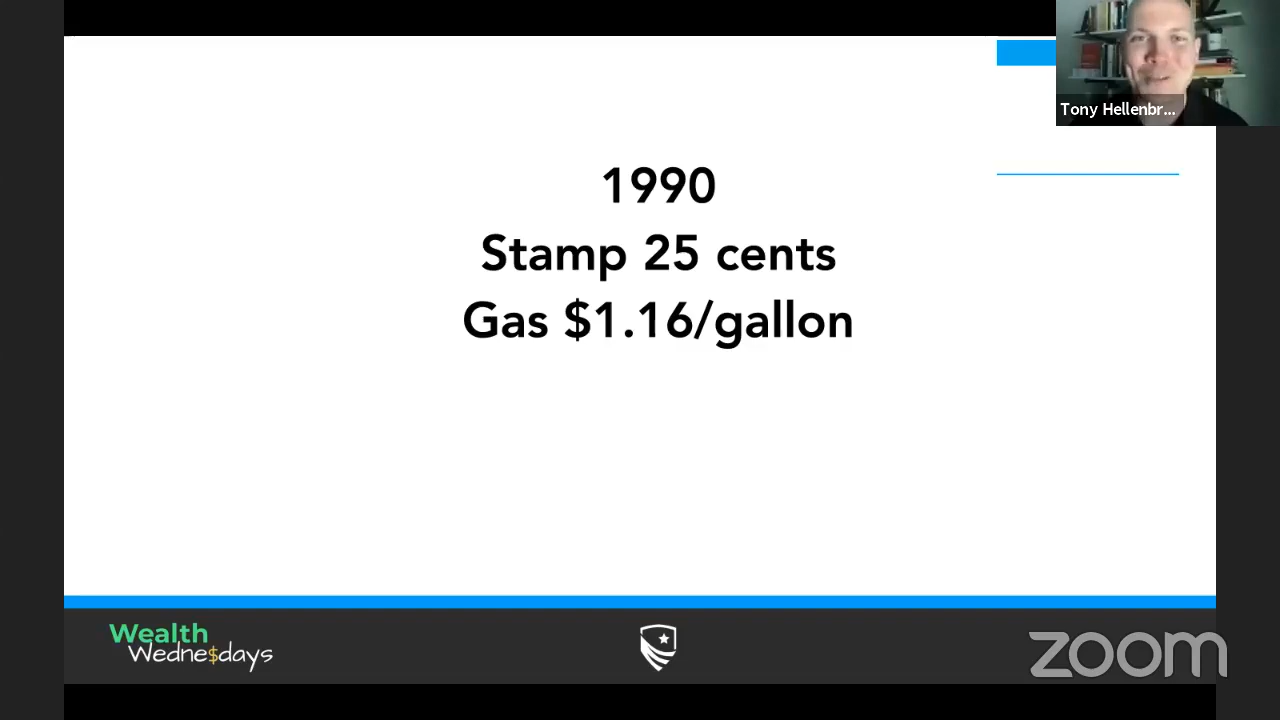 Tony Hellenbr...
1990
Stamp 25 cents
Gas $1.16/gallon
Wealth
Wedne$days
zoom